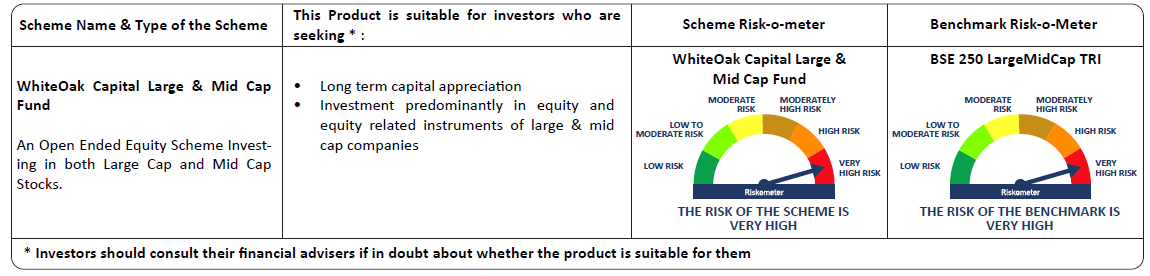 Scheme Name & Type of the Scheme
This Product is suitable for investors who are
seeking * :
Scheme Risk-o-meter
Benchmark Risk-o-Meter
WhiteOak Capital Large & Mid Cap
Fund
An Open Ended Equity Scheme Invest-
ing in both Large Cap and Mid Cap
Stocks.
• Long term capital appreciation
• Investment predominantly in equity and
equity related instruments of large & mid
cap companies
WhiteOak Capital Large &
Mid Cap Fund
LOW RISK
LOW TO
MODERATE RISK
MODERATE
RISK
MODERATELY
HIGH RISK
HIGH RISK
VERY
HIGH RISK
Riskometer
THE RISK OF THE SCHEME IS
VERY HIGH
BSE 250 LargeMidCap TRI
LOW RISK
LOW TO
MODERATE RISK
MODERATE
RISK
MODERATELY
HIGH RISK
HIGH RISK
VERY
HIGH RISK
Riskometer
THE RISK OF THE BENCHMARK IS
VERY HIGH
* Investors should consult their financial advisers if in doubt about whether the product is suitable for them